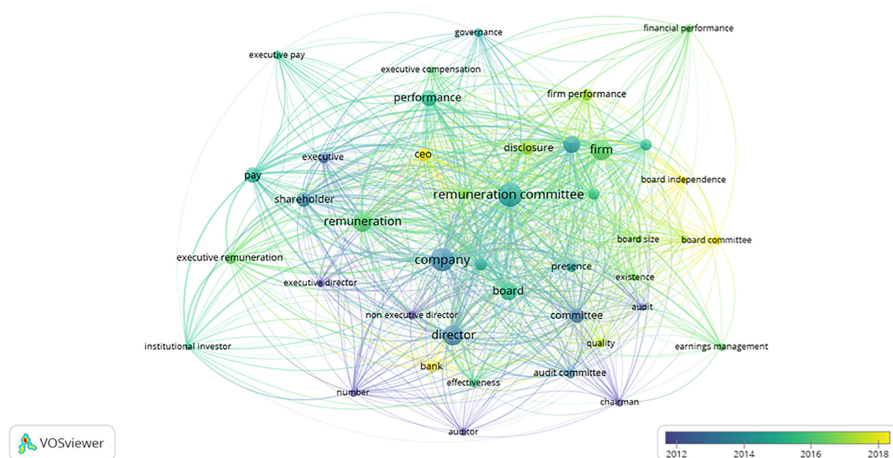 governance
financial performance
executive pay
executive compensation
performance
firm performance
disclosure
firm
ceo
executive
pay
board independence
shareholder
remuneration committee
remuneration
board size
board committee
executive remuneration
company
presence
existence
executive director
board
audit
non executive director
committee
director
quality
institutional investor
earnings management
bank
audit committee
effectiveness
number
chairman
auditor
VOSviewer
2012 2014 2016 2018